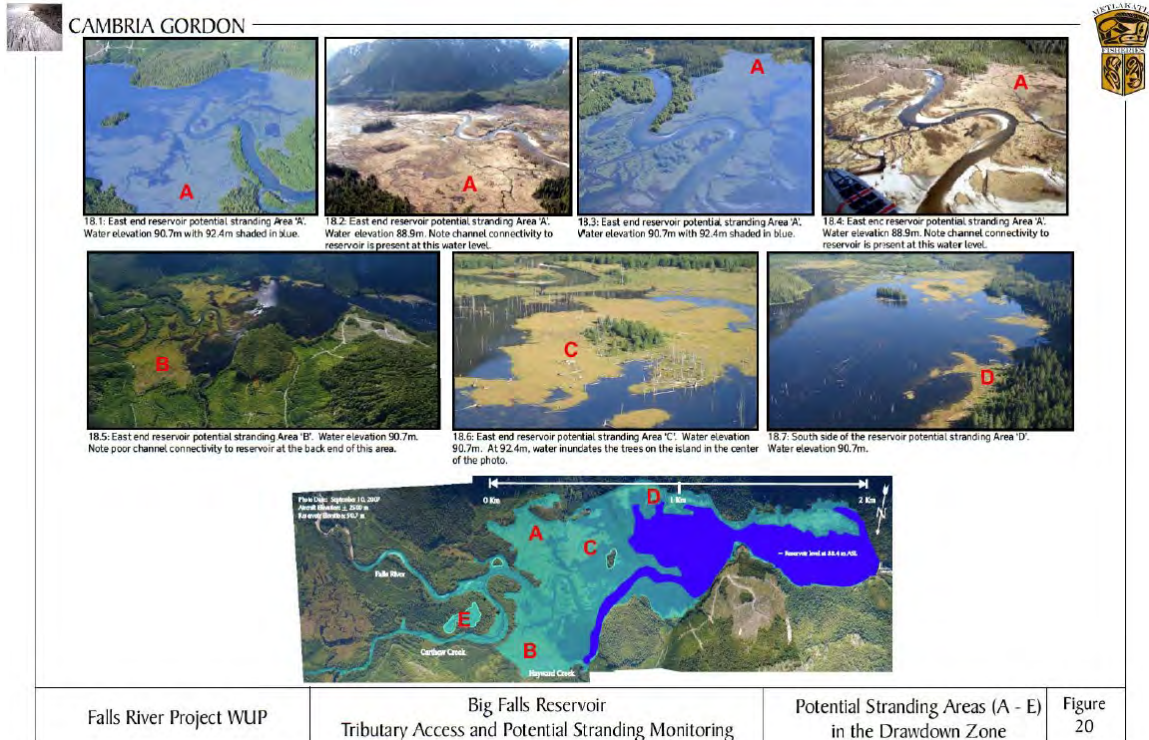 CAMBRIA GORDON
METLAKATLA
FISHERIES
A
A
A
A
18.1: East end reservoir potential stranding Area 'A'.
Water elevation 90.7m with 92.4m shaded in blue.
18.2: East end reservoir potential stranding Area 'A'.
Water elevation 88.9m. Note channel connectivity to
reservoir is present at this water level.
18.3: East end reservoir potential stranding Area 'A'.
Water elevation 90.7m with 92.4m shaded in blue.
18.4: East end reservoir potential stranding Area 'A'.
Water elevation 88.9m. Note channel connectivity to
reservoir is present at this water level.
B
C
D
18.5: East end reservoir potential stranding Area 'B'. Water elevation 90.7m.
Note poor channel connectivity to reservoir at the back end of this area.
18.6: East end reservoir potential stranding Area 'C'. Water elevation
90.7m. At 92.4m, water inundates the trees on the island in the center
of the photo.
18.7: South side of the reservoir potential stranding Area 'D'.
Water elevation 90.7m.
Photo Date: September 10, 2007
0 Km
1 Km
2 Km
N
D
A
C
Falls River
E
B
Carthew Creek
Hayward Creek
Falls River Project WUP
Big Falls Reservoir
Tributary Access and Potential Stranding Monitoring
Potential Stranding Areas (A - E)
in the Drawdown Zone
Figure
20